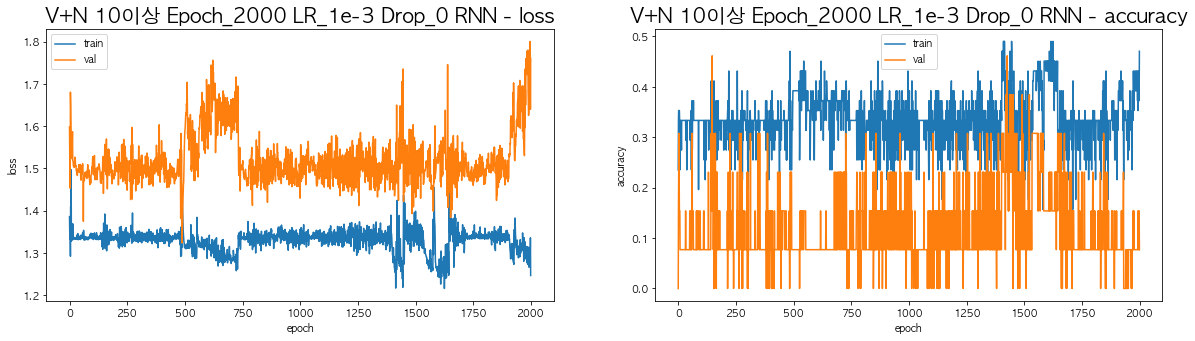 V+N 10이상 Epoch_2000 LR_1e-3 Drop_0 RNN - loss
train
val
1.8
1.7
1.6
1.5
1.4
1.3
1.2
loss
0 250 500 750 1000 1250 1500 1750 2000
epoch
V+N 10이상 Epoch_2000 LR_1e-3 Drop_0 RNN - accuracy
train
val
0.5
0.4
0.3
0.2
0.1
0.0
accuracy
0 250 500 750 1000 1250 1500 1750 2000
epoch